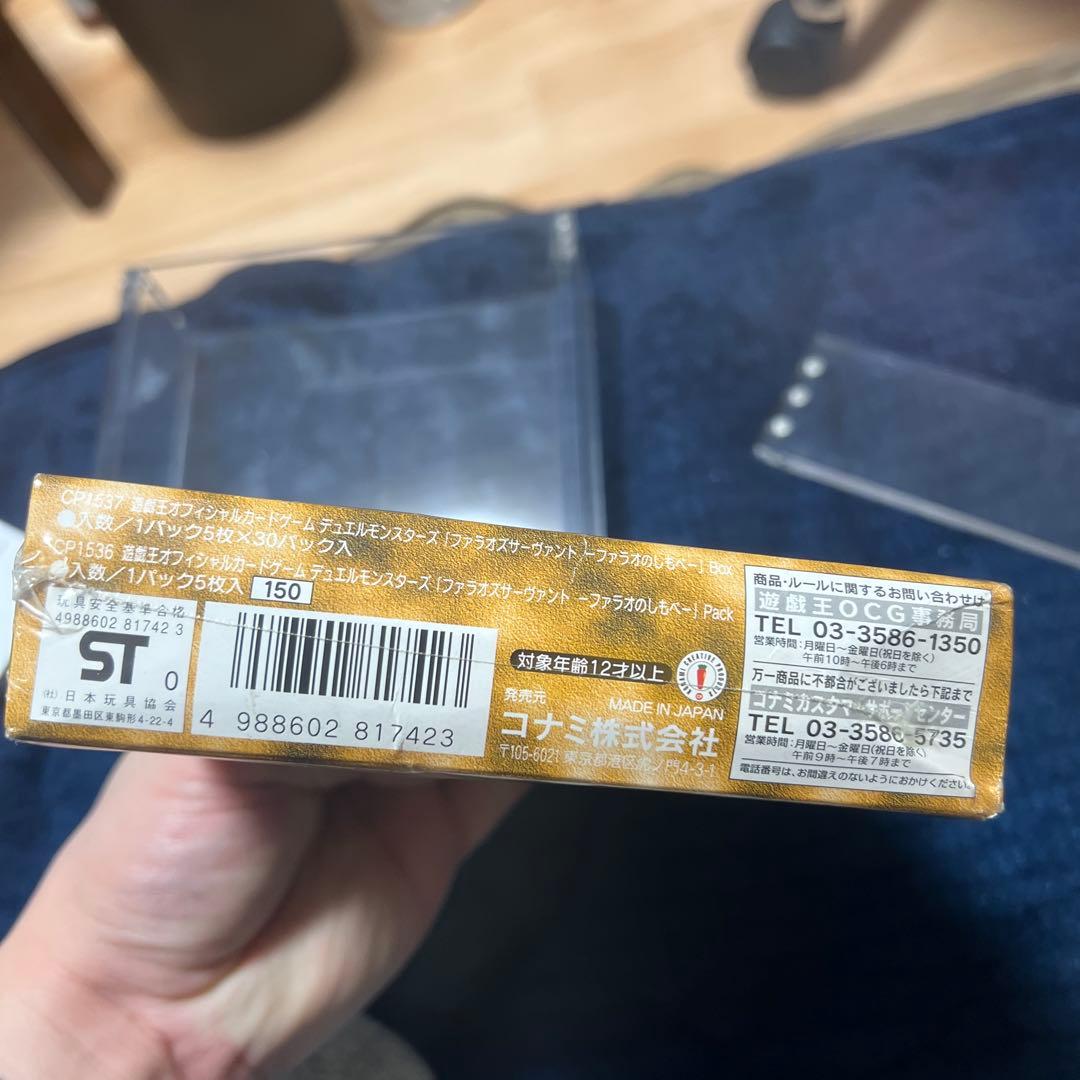 CP1537 遊戯王オフィシャルカードゲーム デュエルモンスターズ「ファラオズサーヴァント ーファラオのしもべー」Box
●入数/1パック5枚×30パック入
CP1536 遊戯王オフィシャルカードゲーム デュエルモンスターズ「ファラオズサーヴァント ーファラオのしもべー」Pack
●入数/1パック5枚入 150
玩具安全基準合格
4988602 81742 3
ST 0
(社)日本玩具協会
東京都墨田区東駒形4-22-4
4 988602 817423
対象年齢12才以上
KONAMI CREATIVE PRODUCTS
MADE IN JAPAN
発売元
コナミ株式会社
〒105-6021 東京都港区虎ノ門4-3-1
商品・ルールに関するお問い合わせは
遊戯王OCG事務局
TEL 03-3586-1350
営業時間:月曜日〜金曜日(祝日を除く)
午前10時〜午後6時まで
万一商品に不都合がございましたら下記まで
コナミカスタマーサポートセンター
TEL 03-3586-5735
営業時間:月曜日〜金曜日(祝日を除く)
午前9時〜午後7時まで
電話番号は、お間違えのないようにおかけください。